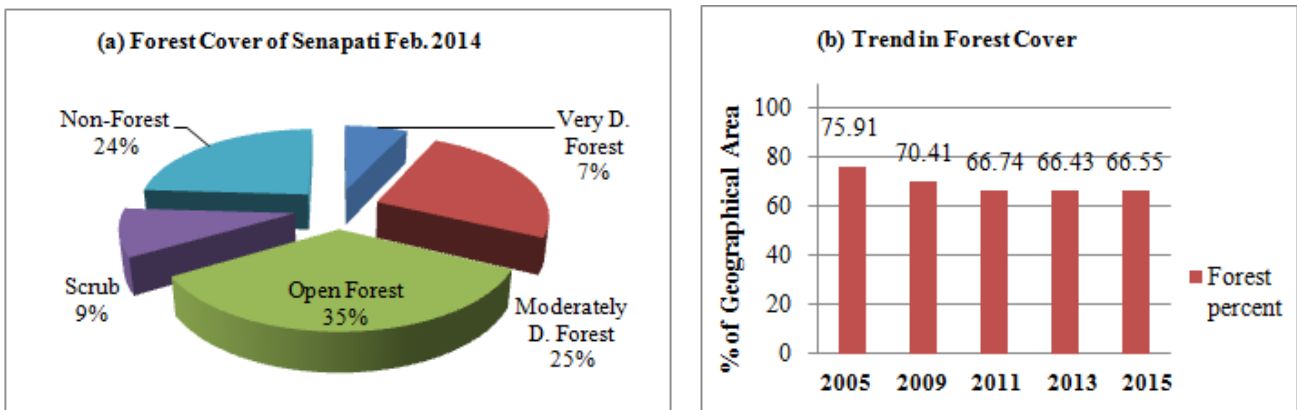 (a) Forest Cover of Senapati Feb. 2014
Non-Forest
24%
Very D.
Forest
7%
Scrub
9%
Open Forest
35%
Moderately
D. Forest
25%
(b) Trend in Forest Cover
% of Geographical Area
100
80
60
40
20
0
75.91
70.41
66.74
66.43
66.55
2005
2009
2011
2013
2015
Forest
percent